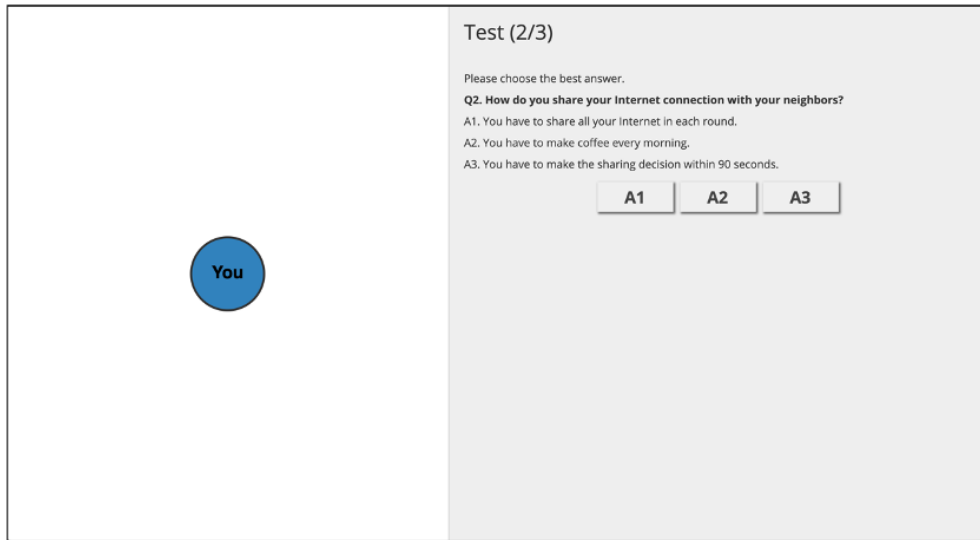 Test (2/3)
Please choose the best answer.
Q2. How do you share your Internet connection with your neighbors?
A1. You have to share all your Internet in each round.
A2. You have to make coffee every morning.
A3. You have to make the sharing decision within 90 seconds.
A1 A2 A3
You